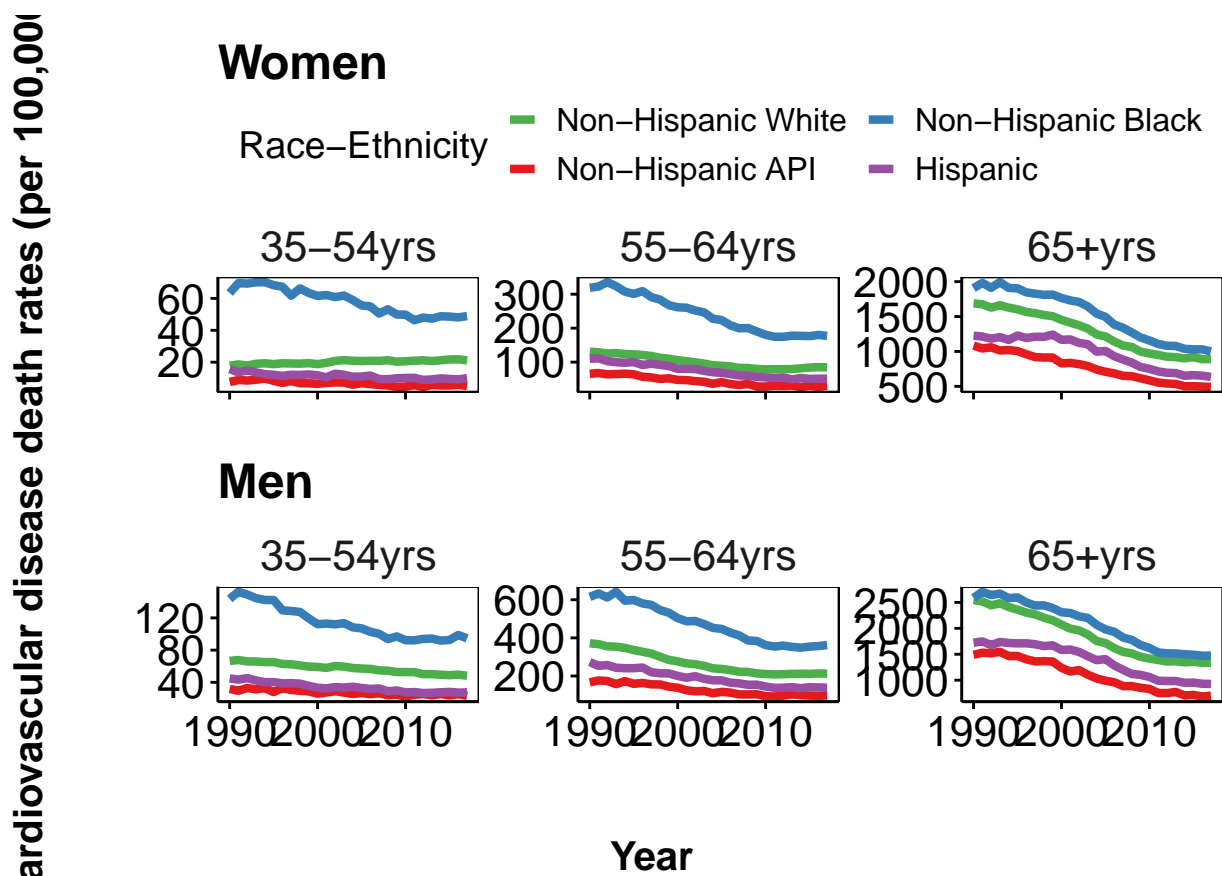 ardiovascular disease death rates (per 100,00
Women
Race−Ethnicity
Non−Hispanic White
Non−Hispanic Black
Non−Hispanic API
Hispanic
35−54yrs
55−64yrs
65+yrs
60
40
20
300
200
100
2000
1500
1000
500
Men
35−54yrs
55−64yrs
65+yrs
120
80
40
600
400
200
2500
2000
1500
1000
1990 2000 2010
1990 2000 2010
1990 2000 2010
Year